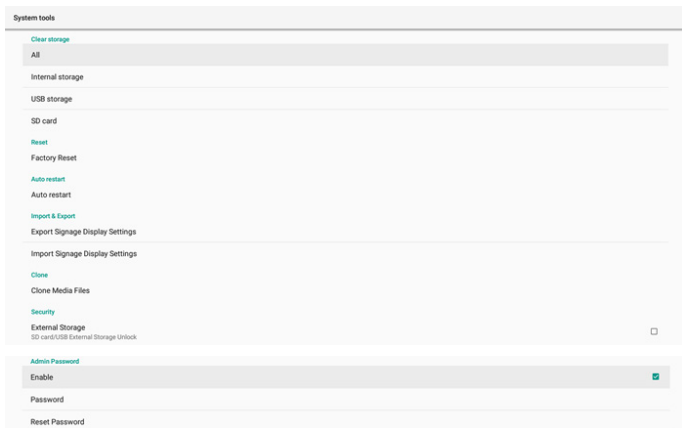 System tools
Clear storage
All
Internal storage
USB storage
SD card
Reset
Factory Reset
Auto restart
Auto restart
Import & Export
Export Signage Display Settings
Import Signage Display Settings
Clone
Clone Media Files
Security
External Storage
SD card/USB External Storage Unlock
Admin Password
Enable
Password
Reset Password